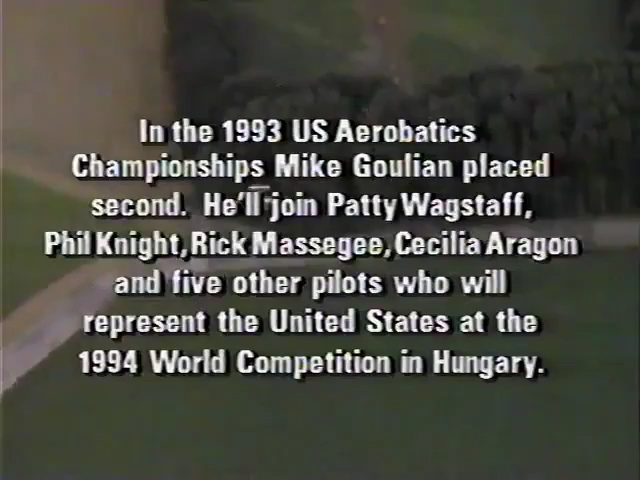 In the 1993 US Aerobatics
Championships Mike Goulian placed
second. He'll join Patty Wagstaff,
Phil Knight, Rick Massegee, Cecilia Aragon
and five other pilots who will
represent the United States at the
1994 World Competition in Hungary.